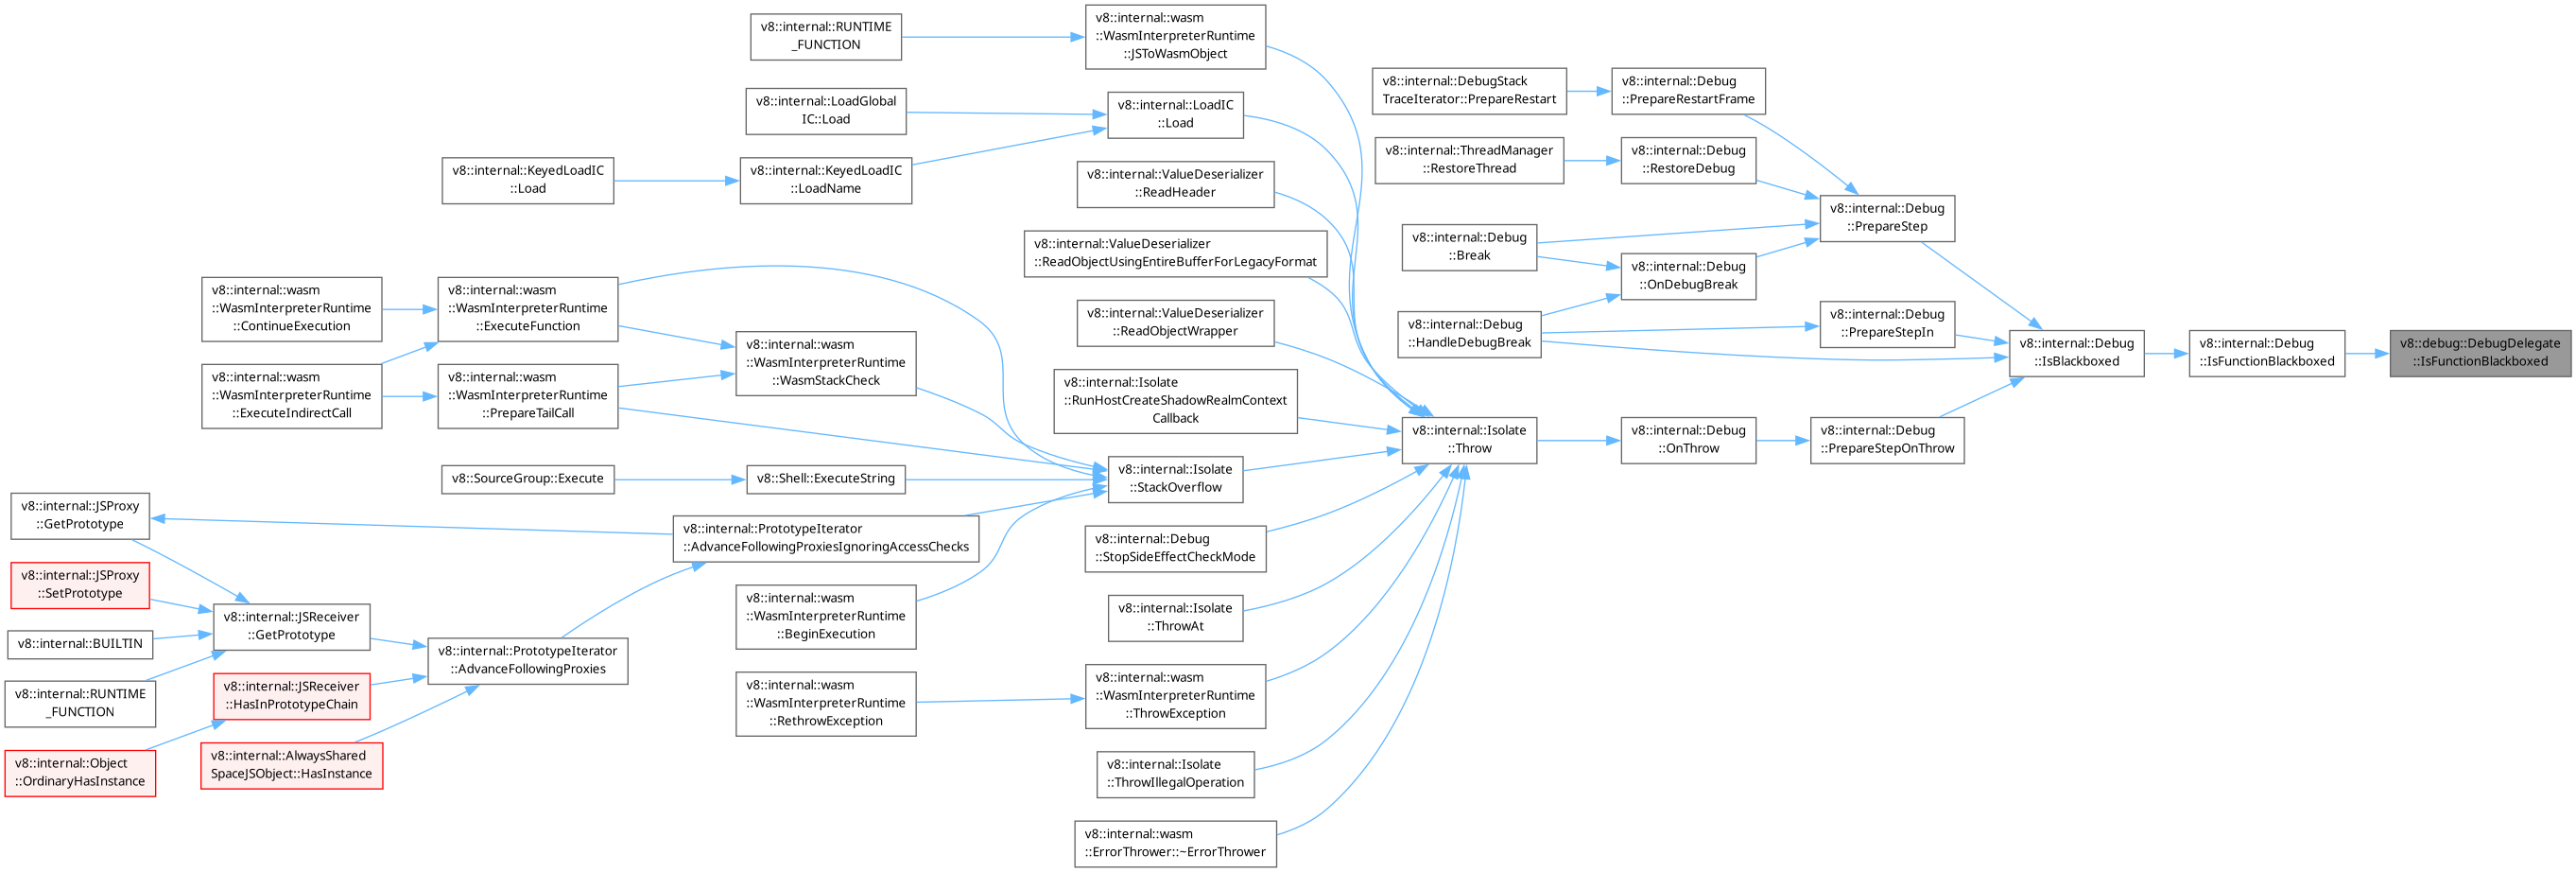 v8::internal::RUNTIME
_FUNCTION
v8::internal::wasm
::WasmInterpreterRuntime
::JSToWasmObject
v8::internal::DebugStack
TraceIterator::PrepareRestart
v8::internal::Debug
::PrepareRestartFrame
v8::internal::LoadGlobal
IC::Load
v8::internal::LoadIC
::Load
v8::internal::ThreadManager
::RestoreThread
v8::internal::Debug
::RestoreDebug
v8::internal::KeyedLoadIC
::Load
v8::internal::KeyedLoadIC
::LoadName
v8::internal::ValueDeserializer
::ReadHeader
v8::internal::Debug
::PrepareStep
v8::internal::ValueDeserializer
::ReadObjectUsingEntireBufferForLegacyFormat
v8::internal::Debug
::Break
v8::internal::Debug
::OnDebugBreak
v8::internal::wasm
::WasmInterpreterRuntime
::ContinueExecution
v8::internal::wasm
::WasmInterpreterRuntime
::ExecuteFunction
v8::internal::ValueDeserializer
::ReadObjectWrapper
v8::internal::Debug
::HandleDebugBreak
v8::internal::Debug
::PrepareStepIn
v8::internal::wasm
::WasmInterpreterRuntime
::WasmStackCheck
v8::internal::Debug
::IsBlackboxed
v8::internal::Debug
::IsFunctionBlackboxed
v8::debug::DebugDelegate
::IsFunctionBlackboxed
v8::internal::wasm
::WasmInterpreterRuntime
::ExecuteIndirectCall
v8::internal::wasm
::WasmInterpreterRuntime
::PrepareTailCall
v8::internal::Isolate
::RunHostCreateShadowRealmContext
Callback
v8::internal::Isolate
::Throw
v8::internal::Debug
::OnThrow
v8::internal::Debug
::PrepareStepOnThrow
v8::SourceGroup::Execute
v8::Shell::ExecuteString
v8::internal::Isolate
::StackOverflow
v8::internal::JSProxy
::GetPrototype
v8::internal::PrototypeIterator
::AdvanceFollowingProxiesIgnoringAccessChecks
v8::internal::Debug
::StopSideEffectCheckMode
v8::internal::JSProxy
::SetPrototype
v8::internal::JSReceiver
::GetPrototype
v8::internal::wasm
::WasmInterpreterRuntime
::BeginExecution
v8::internal::Isolate
::ThrowAt
v8::internal::BUILTIN
v8::internal::PrototypeIterator
::AdvanceFollowingProxies
v8::internal::RUNTIME
_FUNCTION
v8::internal::JSReceiver
::HasInPrototypeChain
v8::internal::wasm
::WasmInterpreterRuntime
::RethrowException
v8::internal::wasm
::WasmInterpreterRuntime
::ThrowException
v8::internal::Object
::OrdinaryHasInstance
v8::internal::AlwaysShared
SpaceJSObject::HasInstance
v8::internal::Isolate
::ThrowIllegalOperation
v8::internal::wasm
::ErrorThrower::~ErrorThrower